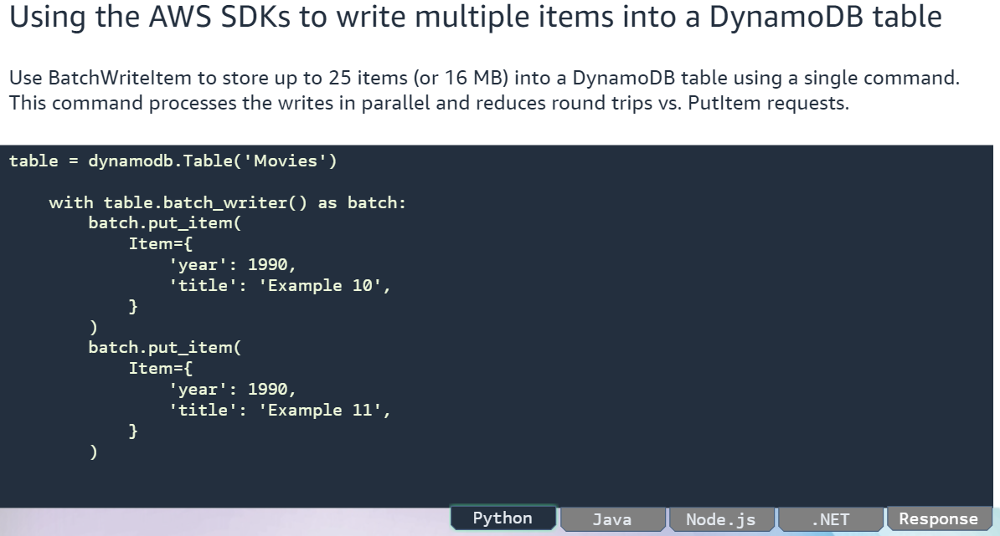 Using the AWS SDKs to write multiple items into a DynamoDB table
Use BatchWriteItem to store up to 25 items (or 16 MB) into a DynamoDB table using a single command.
This command processes the writes in parallel and reduces round trips vs. PutItem requests.
table = dynamodb.Table('Movies')
    with table.batch_writer() as batch:
        batch.put_item(
            Item={
                'year': 1990,
                'title': 'Example 10',
            }
        )
        batch.put_item(
            Item={
                'year': 1990,
                'title': 'Example 11',
            }
        )
Python Java Node.js .NET Response